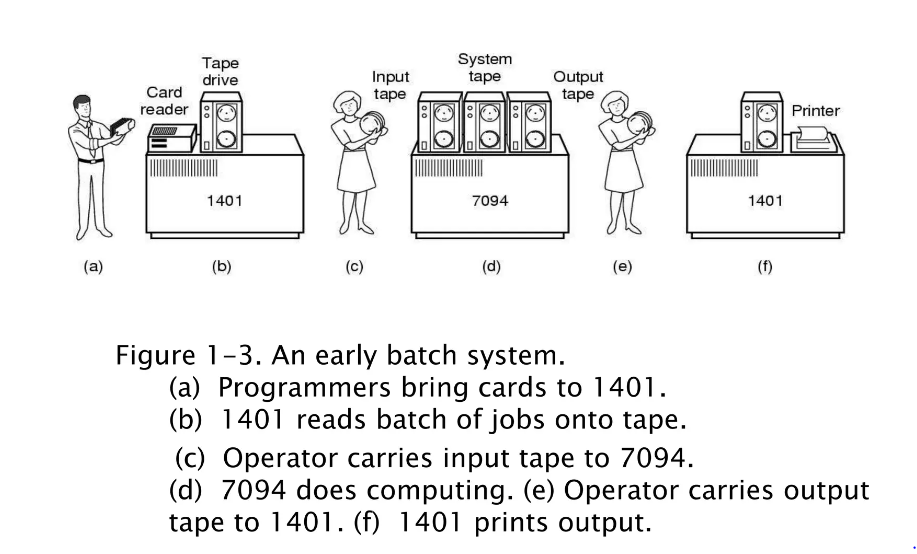 Tape
drive
Card
reader
Input
tape
System
tape
Output
tape
Printer
1401
7094
1401
(a)
(b)
(c)
(d)
(e)
(f)
Figure 1-3. An early batch system.
(a) Programmers bring cards to 1401.
(b) 1401 reads batch of jobs onto tape.
(c) Operator carries input tape to 7094.
(d) 7094 does computing. (e) Operator carries output
tape to 1401. (f) 1401 prints output.